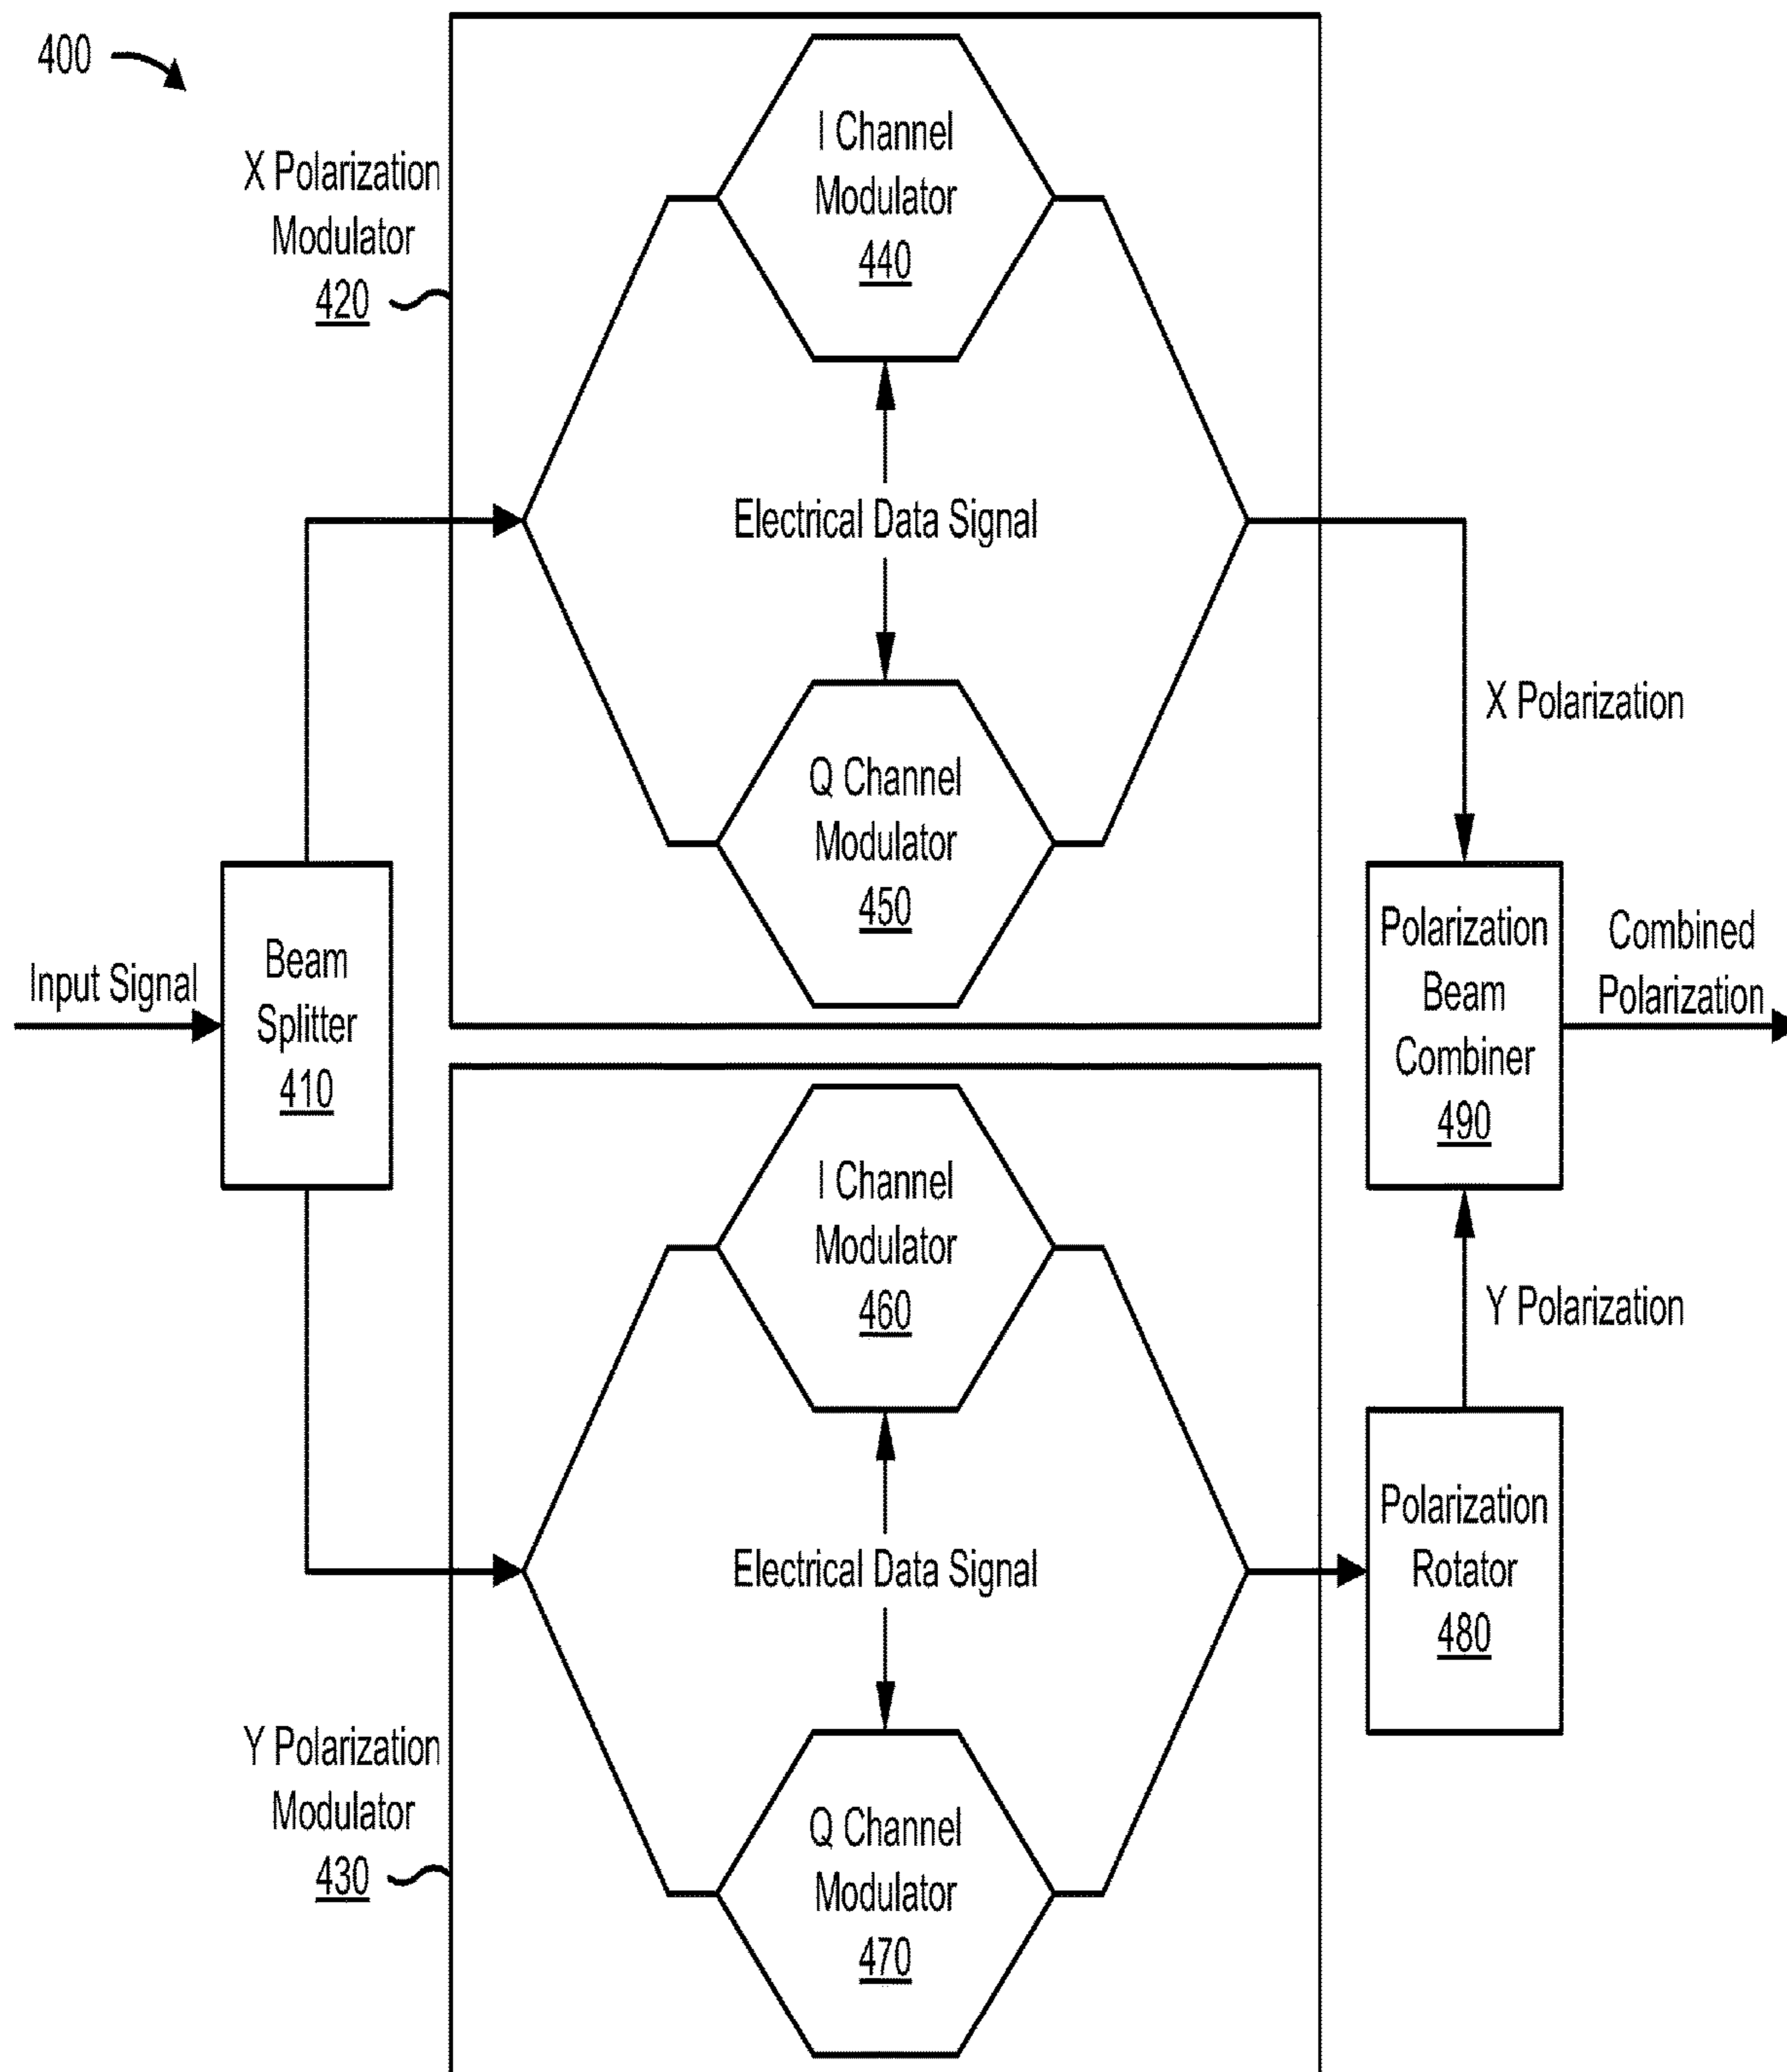 400
X Polarization
Modulator
420
I Channel
Modulator
440
Electrical Data Signal
Q Channel
Modulator
450
X Polarization
Input Signal
Beam
Splitter
410
Polarization
Beam
Combiner
490
Combined
Polarization
I Channel
Modulator
460
Y Polarization
Electrical Data Signal
Polarization
Rotator
480
Y Polarization
Modulator
430
Q Channel
Modulator
470